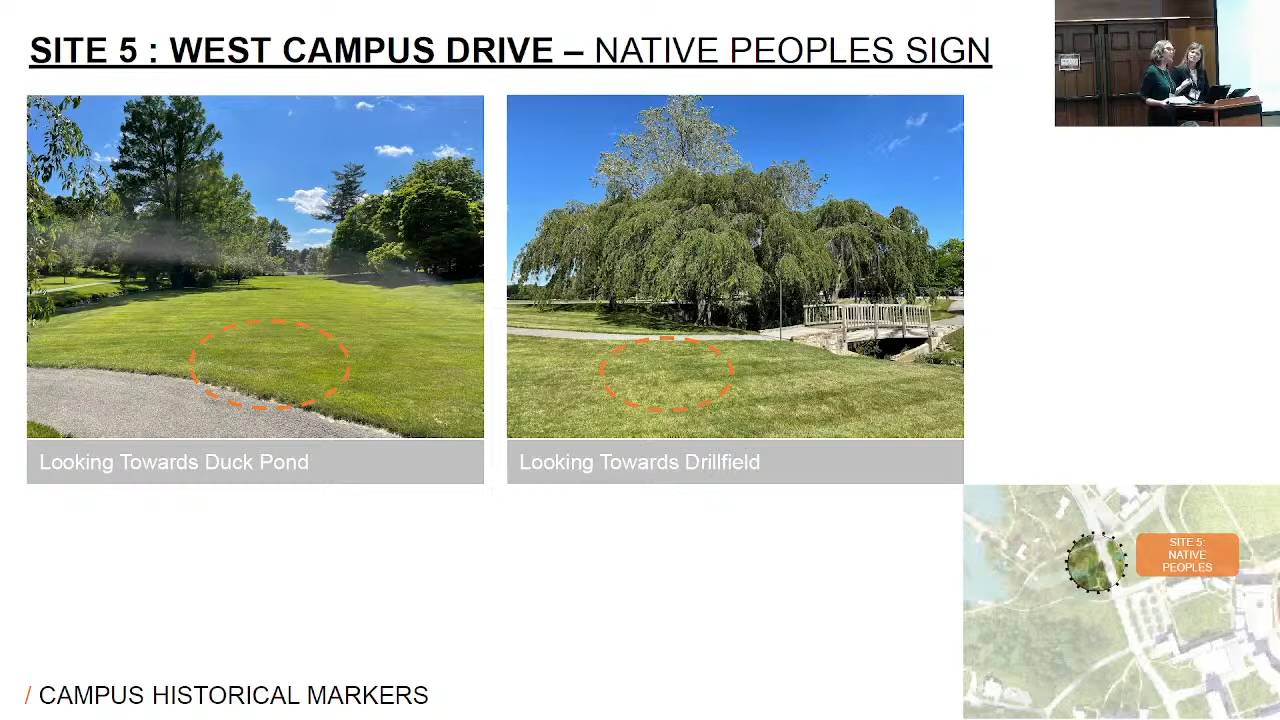 SITE 5 : WEST CAMPUS DRIVE – NATIVE PEOPLES SIGN
Looking Towards Duck Pond
Looking Towards Drillfield
SITE 5:
NATIVE
PEOPLES
/ CAMPUS HISTORICAL MARKERS